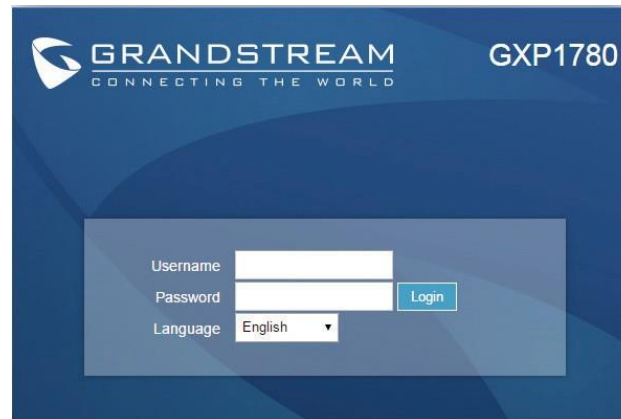 GRANDSTREAM
CONNECTING THE WORLD
GXP1780
Username
Password
Login
Language
English